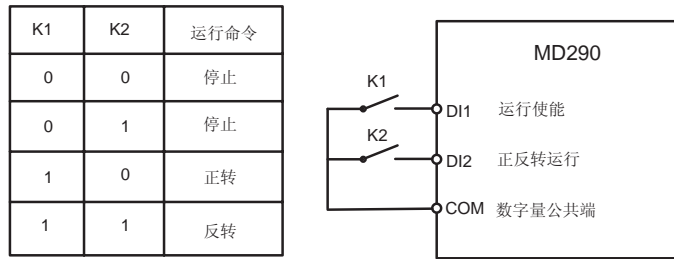 K1 K2 运行命令
0 0 停止
0 1 停止
1 0 正转
1 1 反转
MD290
K1
DI1 运行使能
K2
DI2 正反转运行
COM 数字量公共端